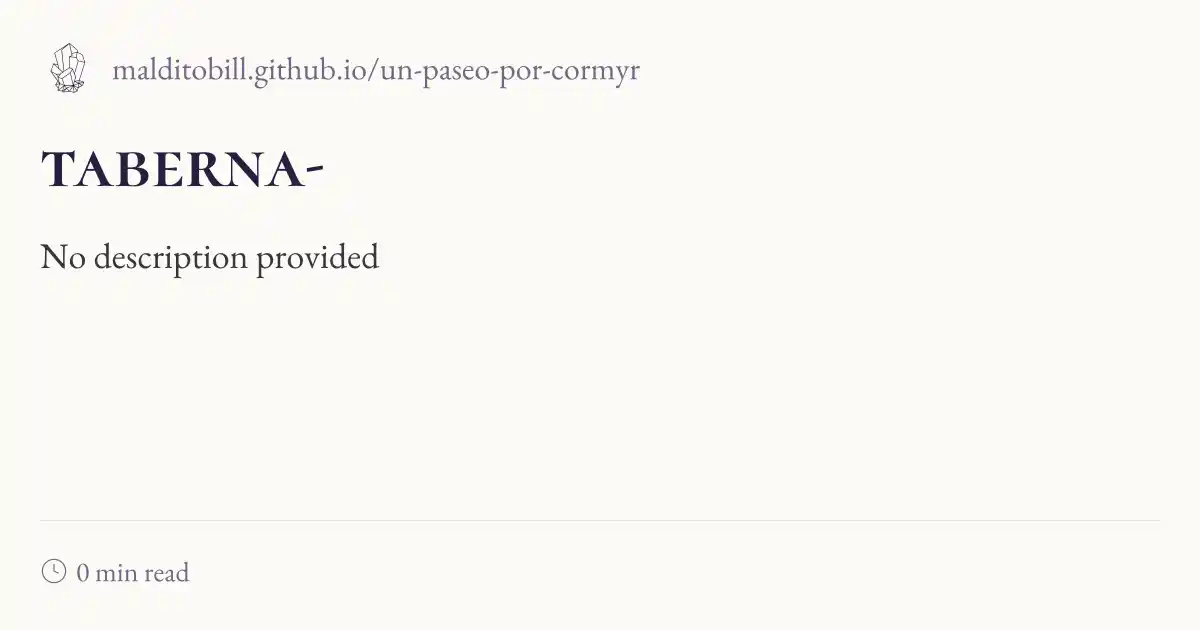 malditobill.github.io/un-paseo-por-cormyr
TABERNA-
No description provided
0 min read